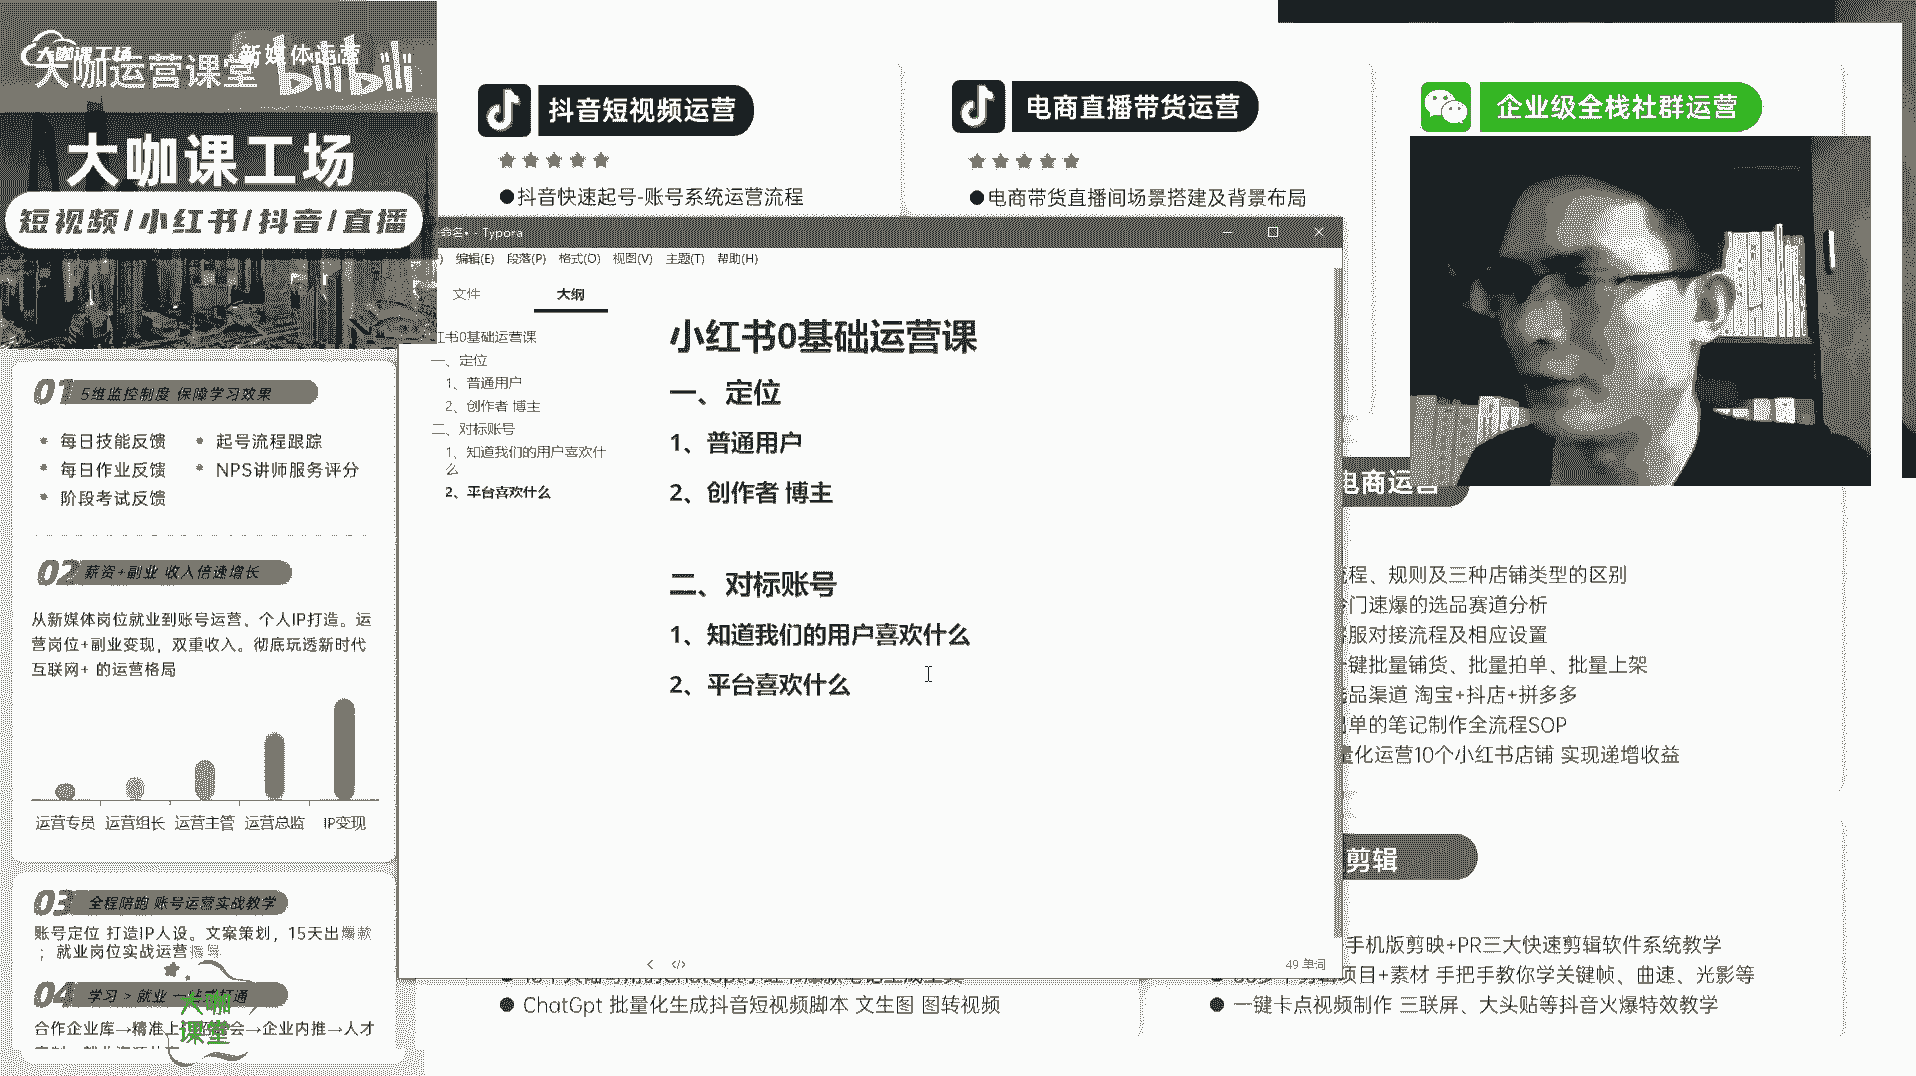 大咖课工场
新媒体运营
大咖运营课堂
bilibili
大咖课工场
短视频/小红书/抖音/直播
01 5维监控制度 保障学习效果
每日技能反馈
起号流程跟踪
每日作业反馈
NPS讲师服务评分
阶段考试反馈
02 薪资+副业 收入倍速增长
从新媒体岗位就业到账号运营、个人IP打造。运
营岗位+副业变现，双重收入。彻底玩透新时代
互联网+ 的运营格局
运营专员 运营组长 运营主管 运营总监 IP变现
03 全程陪跑 账号运营实战教学
账号定位 打造IP人设。文案策划，15天出爆款
；就业岗位实战运营指导
04 学习 > 就业 一站式打通
合作企业库→精准上 会→企业内推→人才
大咖
课堂
抖音短视频运营
●抖音快速起号-账号系统运营流程
电商直播带货运营
●电商带货直播间场景搭建及背景布局
企业级全栈社群运营
命名• - Typora
编辑(E) 段落(P) 格式(O) 视图(V) 主题(T) 帮助(H)
文件
大纲
红书0基础运营课
一、定位
1、普通用户
2、创作者 博主
二、对标账号
1、知道我们的用户喜欢什
么
2、平台喜欢什么
小红书0基础运营课
一、定位
1、普通用户
2、创作者 博主
二、对标账号
1、知道我们的用户喜欢什么
2、平台喜欢什么
49 单词
电商运营
程、规则及三种店铺类型的区别
门速爆的选品赛道分析
服对接流程及相应设置
键批量铺货、批量拍单、批量上架
品渠道 淘宝+抖店+拼多多
单的笔记制作全流程SOP
量化运营10个小红书店铺 实现递增收益
剪辑
手机版剪映+PR三大快速剪辑软件系统教学
项目+素材 手把手教你学关键帧、曲速、光影等
● 一键卡点视频制作 三联屏、大头贴等抖音火爆特效教学
● ChatGpt 批量化生成抖音短视频脚本 文生图 图转视频